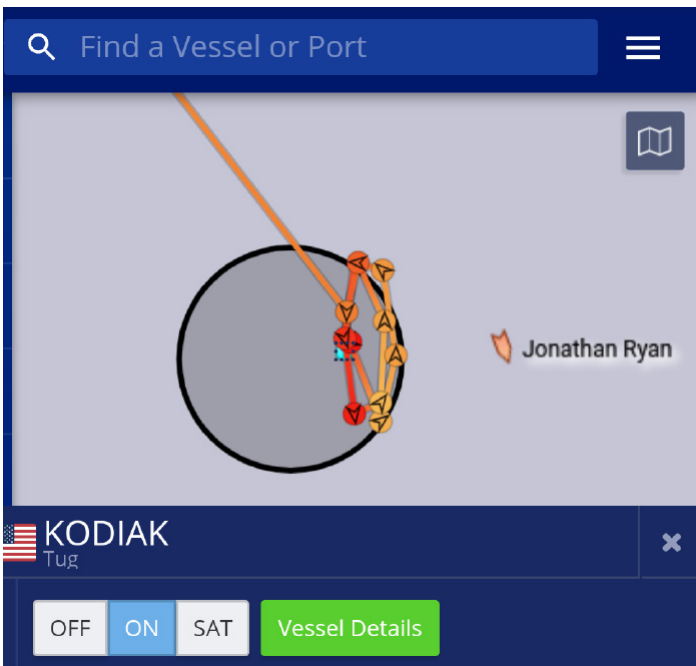 Find a Vessel or Port
Jonathan Ryan
KODIAK
Tug
OFF ON SAT Vessel Details